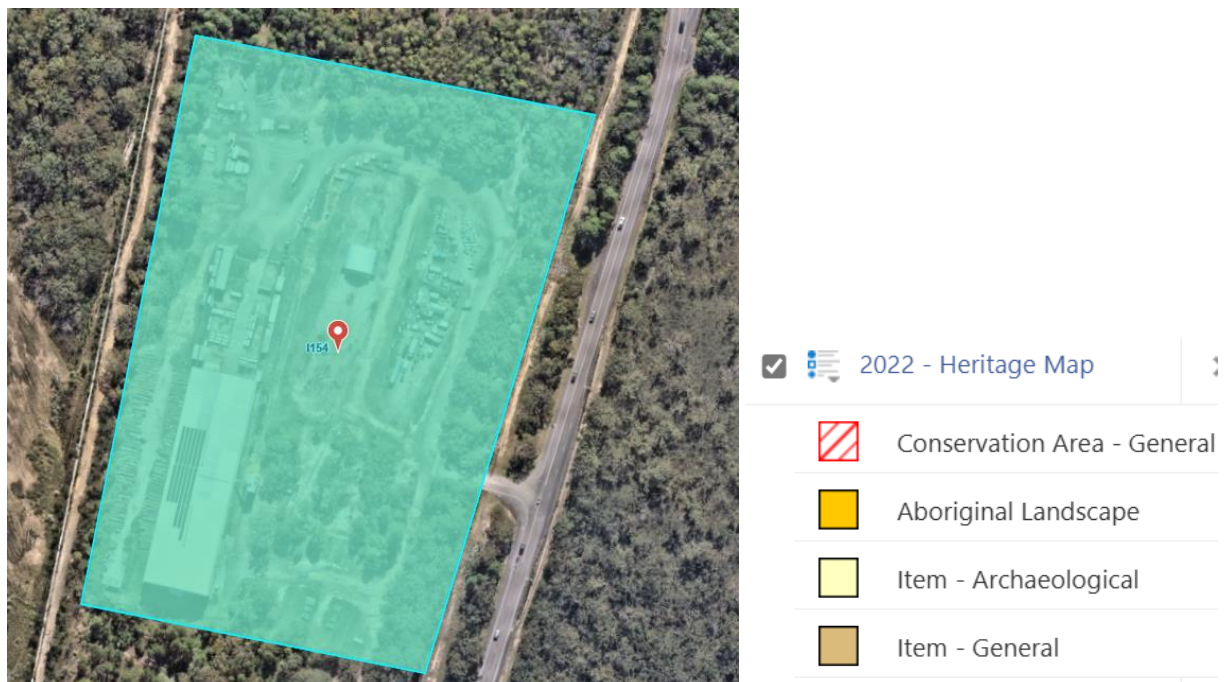 I154
2022 - Heritage Map
Conservation Area - General
Aboriginal Landscape
Item - Archaeological
Item - General